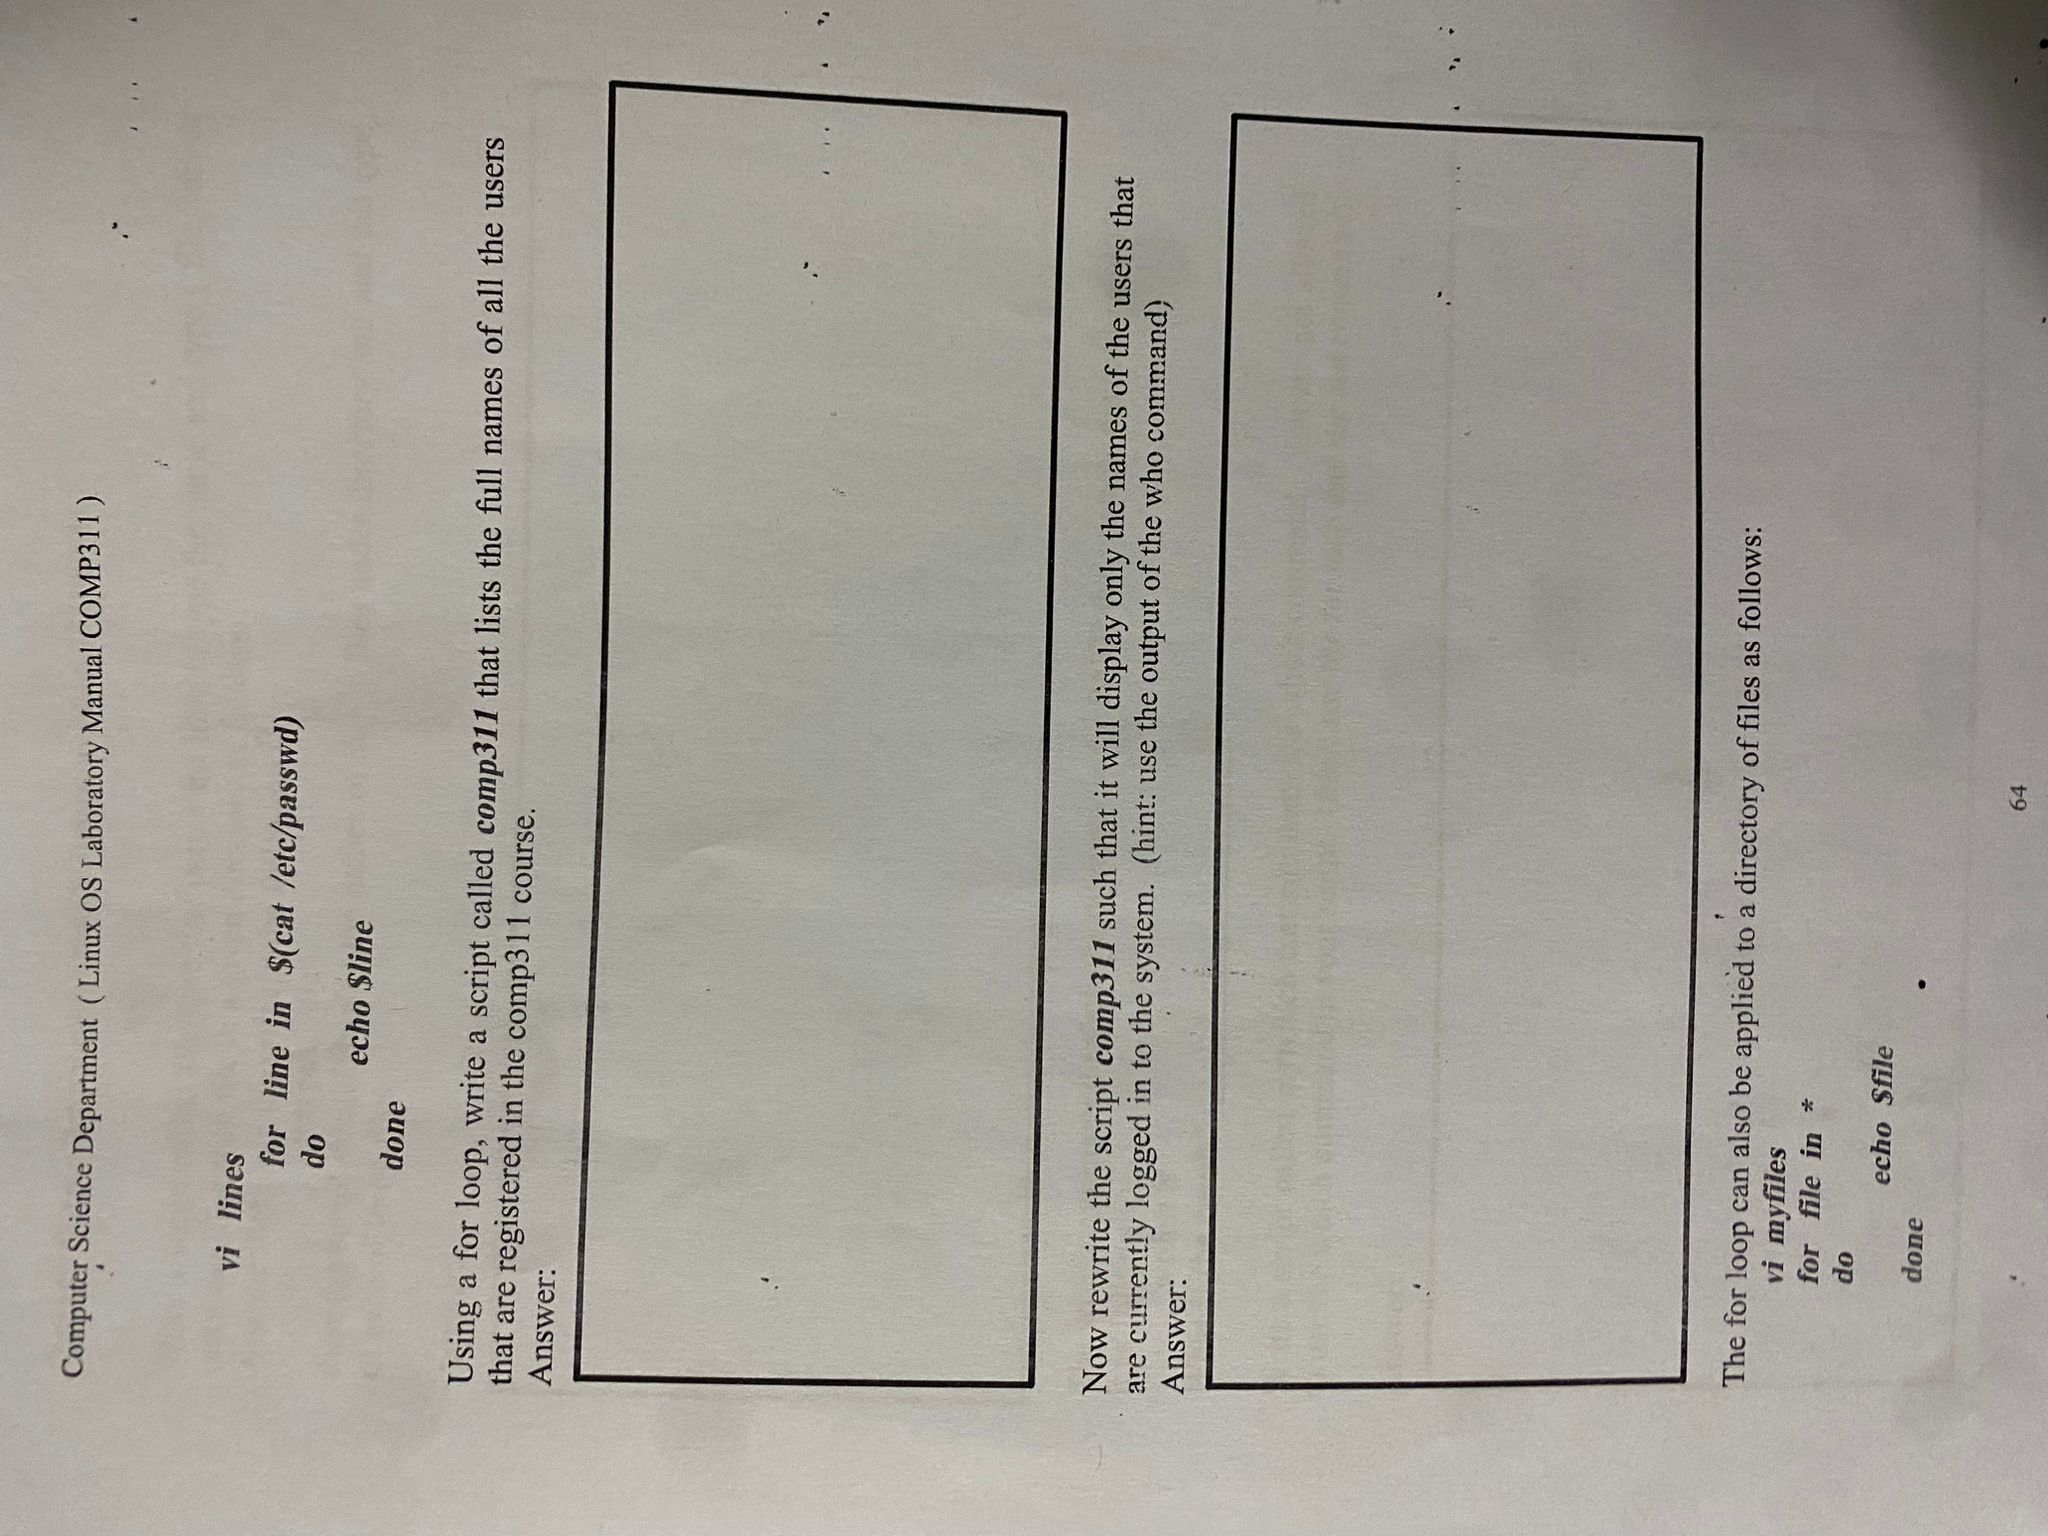 Computer Science Department ( Linux OS Laboratory Manual COMP311 )
vi lines
for line in $(cat /etc/passwd)
do
echo $line
done
Using a for loop, write a script called comp311 that lists the full names of all the users
that are registered in the comp311 course.
Answer:
Now rewrite the script comp311 such that it will display only the names of the users that
are currently logged in to the system. (hint: use the output of the who command)
Answer:
The for loop can also be applied to a directory of files as follows:
vi myfiles
for file in *
do
echo $file
done
64